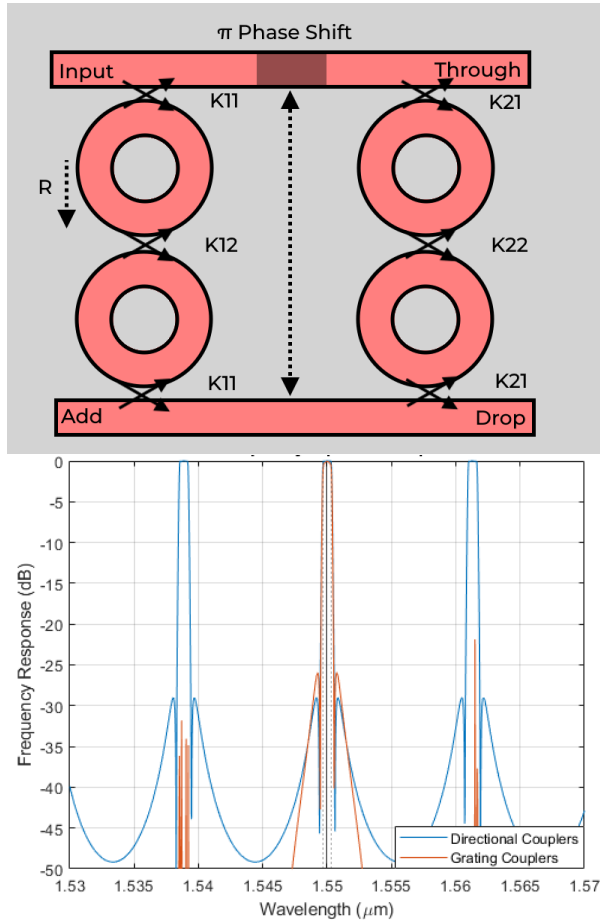 π Phase Shift
Input
Through
K11
K21
R
K12
K22
K11
K21
Add
Drop
0
-5
-10
-15
-20
-25
-30
-35
-40
-45
-50
Frequency Response (dB)
Directional Couplers
Grating Couplers
1.53
1.535
1.54
1.545
1.55
1.555
1.56
1.565
1.57
Wavelength (μm)